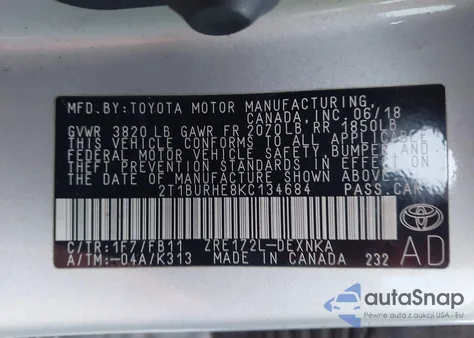 MFD.BY:TOYOTA MOTOR MANUFACTURING,
CANADA, INC. 06/18
GVWR 3820 LB GAWR FR 2020LB RR 1850LB
THIS VEHICLE CONFORMS TO ALL APPLICABLE
FEDERAL MOTOR VEHICLE SAFETY, BUMPER, AND
THEFT PREVENTION STANDARDS IN EFFECT ON
THE DATE OF MANUFACTURE SHOWN ABOVE.
2T1BURHE8KC134684 PASS.CAR
C/TR:1F7/FB11 ZRE172L-DEXNKA
A/TM:-04A/K313 MADE IN CANADA 232
TOYOTA
AD
autoSnap
Pewne auto z aukcji USA i EU